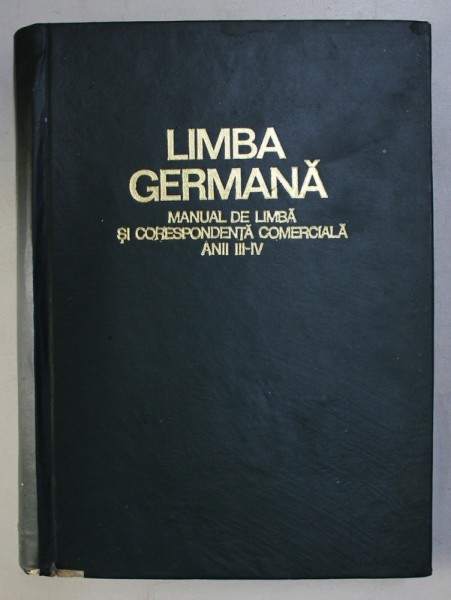 LIMBA
GERMANĂ
MANUAL DE LIMBĂ
ŞI CORESPONDENŢĂ COMERCIALĂ
ANII III-IV